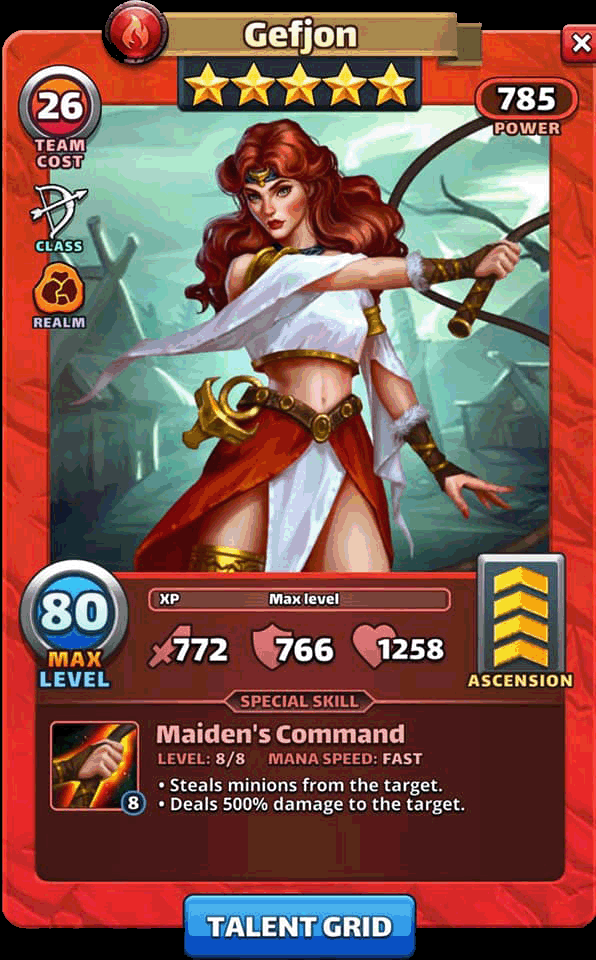 Gefjon
26
TEAM
COST
785
POWER
CLASS
REALM
80
MAX
LEVEL
XP Max level
772 766 1258
ASCENSION
SPECIAL SKILL
Maiden's Command
LEVEL: 8/8 MANA SPEED: FAST
8
• Steals minions from the target.
• Deals 500% damage to the target.
TALENT GRID